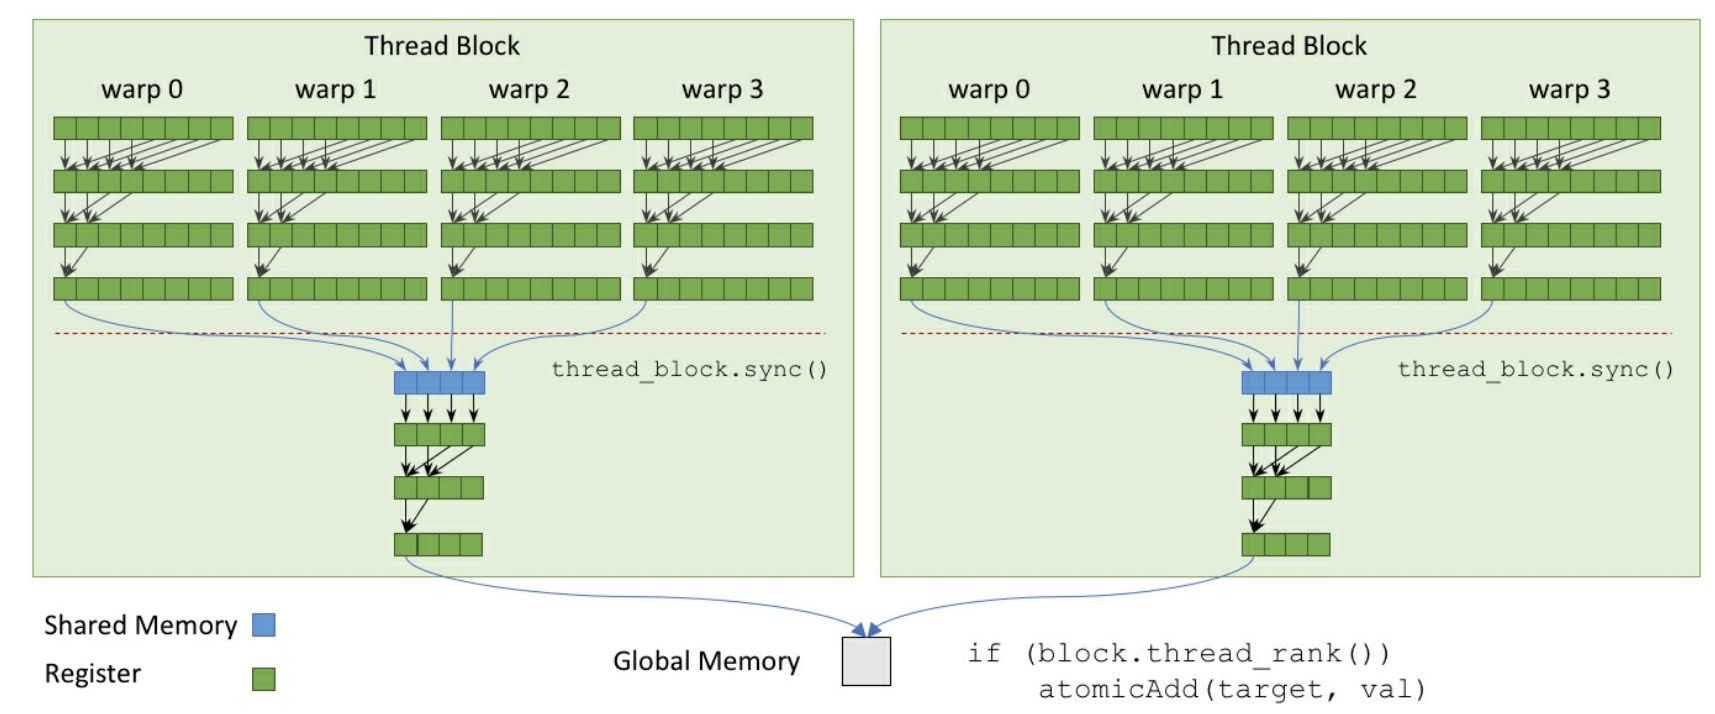 Thread Block
warp 0 warp 1 warp 2 warp 3
thread_block.sync()
Thread Block
warp 0 warp 1 warp 2 warp 3
thread_block.sync()
Shared Memory
Register
Global Memory
if (block.thread_rank())
atomicAdd(target, val)